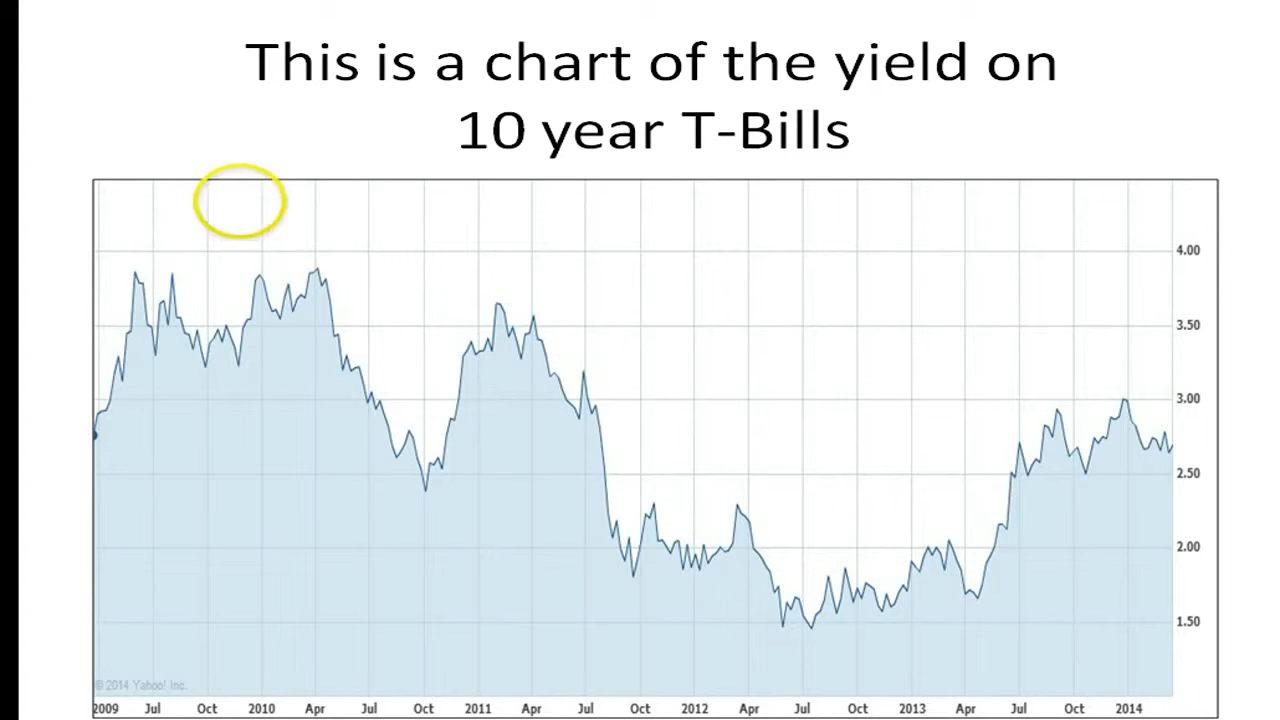 This is a chart of the yield on
10 year T-Bills
4.00
3.50
3.00
2.50
2.00
1.50
© 2014 Yahoo! Inc.
2009 Jul Oct 2010 Apr Jul Oct 2011 Apr Jul Oct 2012 Apr Jul Oct 2013 Apr Jul Oct 2014